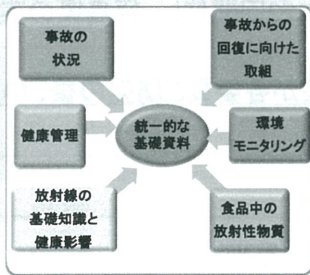 事故の
状況
事故からの
回復に向けた
取組
健康管理
統一的な
基礎資料
環境
モニタリング
放射線の
基礎知識と
健康影響
食品中の
放射性物質